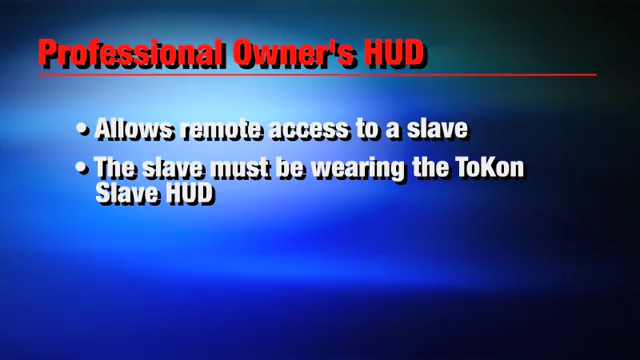 Professional Owner's HUD
• Allows remote access to a slave
• The slave must be wearing the ToKon
Slave HUD